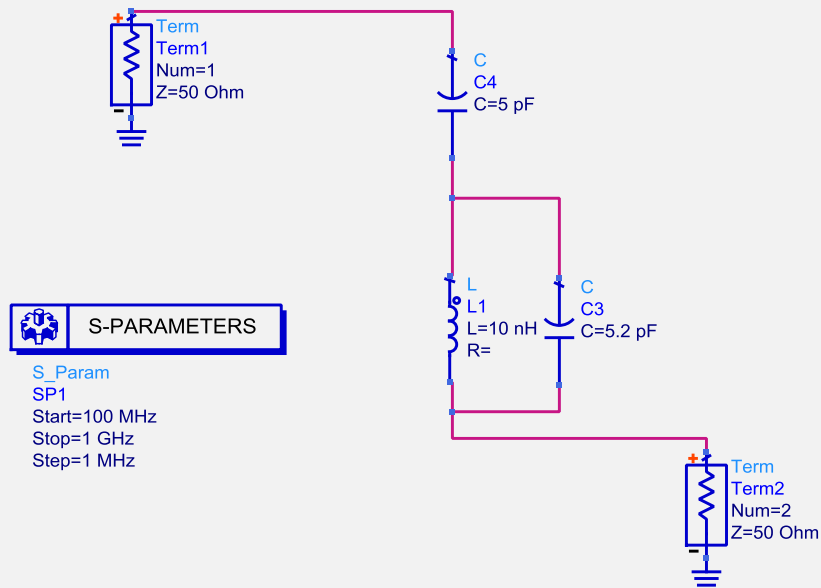 Term
Term1
Num=1
Z=50 Ohm
C
C4
C=5 pF
L
L1
L=10 nH
R=
C
C3
C=5.2 pF
S-PARAMETERS
S_Param
SP1
Start=100 MHz
Stop=1 GHz
Step=1 MHz
Term
Term2
Num=2
Z=50 Ohm